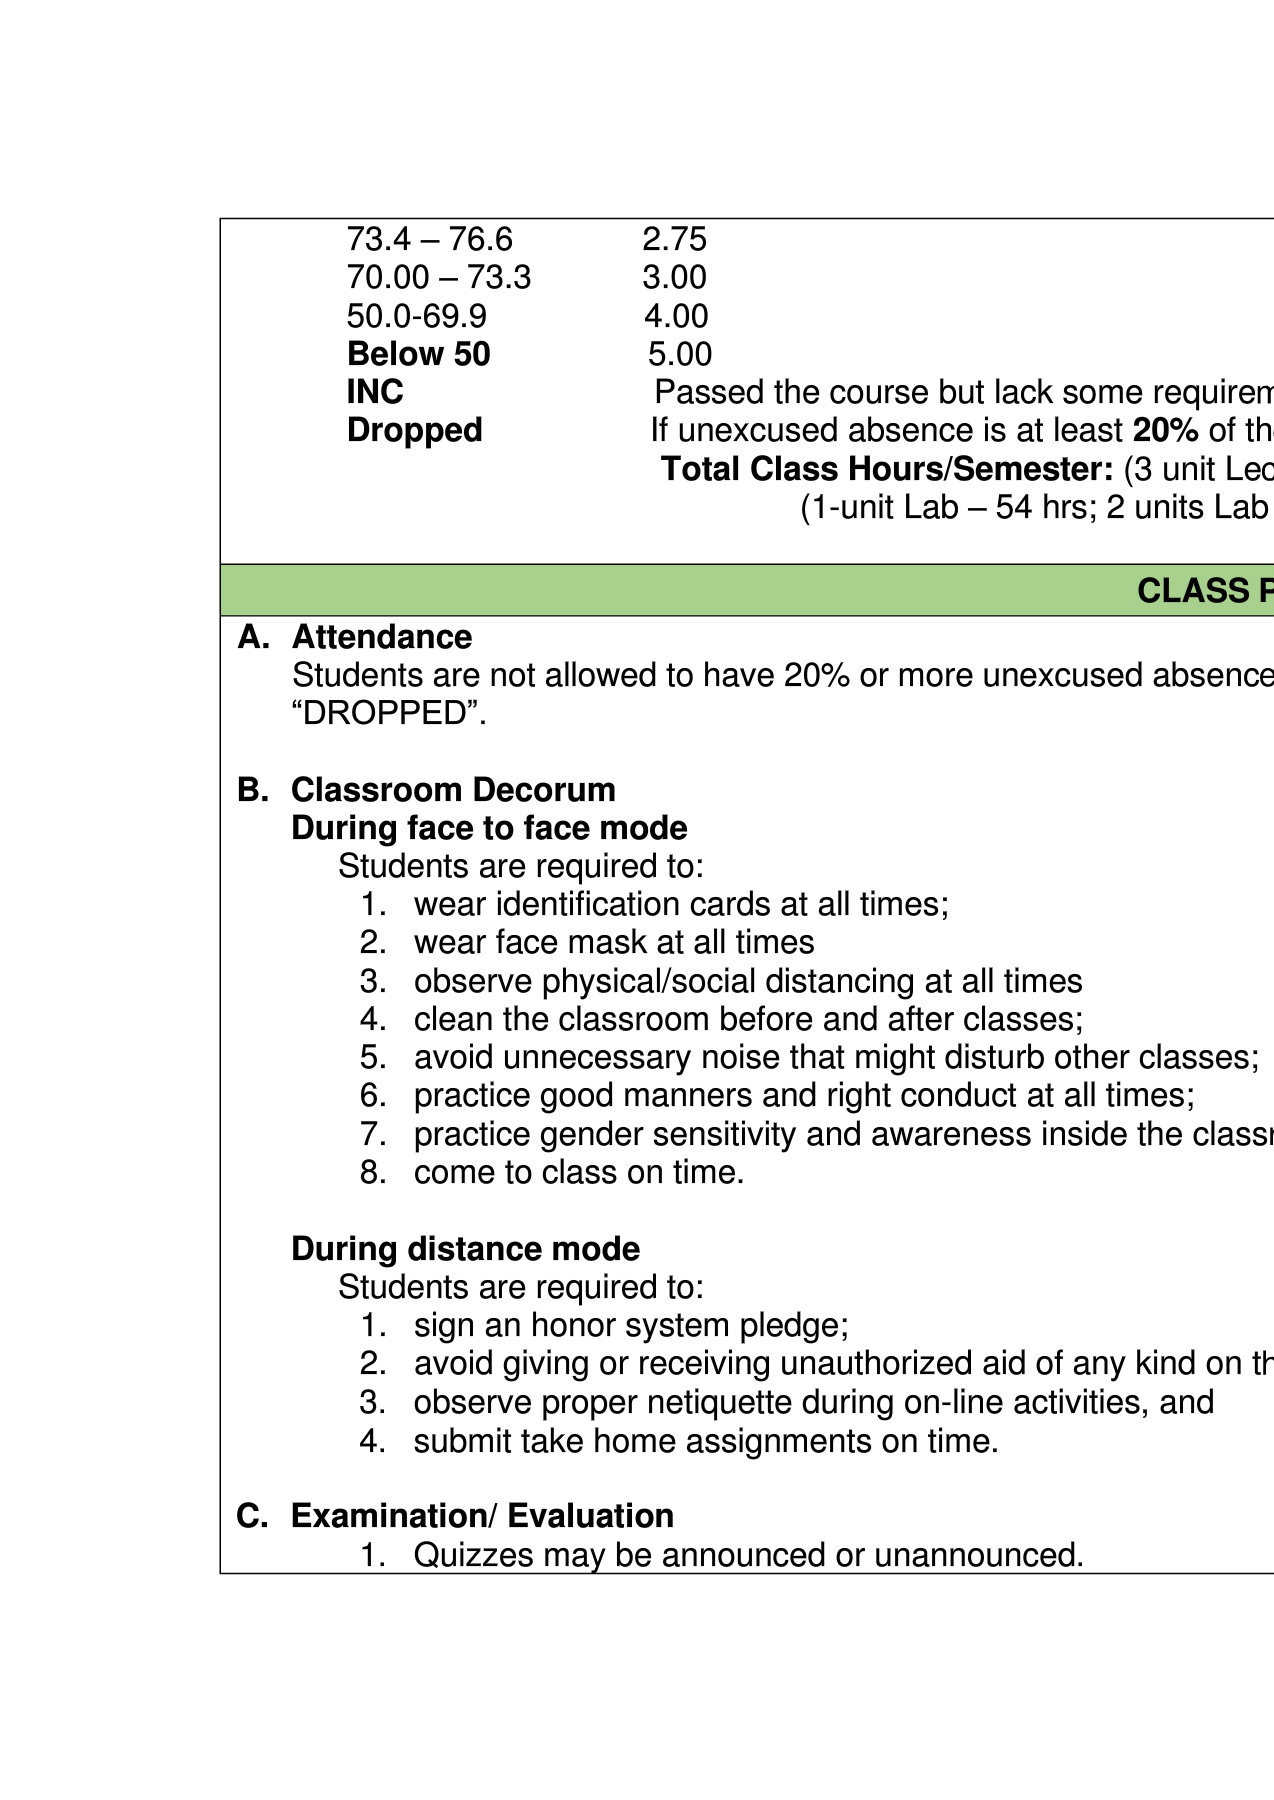 73.4 – 76.6 2.75
70.00 – 73.3 3.00
50.0-69.9 4.00
Below 50 5.00
INC Passed the course but lack some
Dropped If unexcused absence is at least 20% of
Total Class Hours/Semester: (3 unit
(1-unit Lab – 54 hrs; 2 units Lab
CLASS
A. Attendance
Students are not allowed to have 20% or more unexcused
“DROPPED”.
B. Classroom Decorum
During face to face mode
Students are required to:
1. wear identification cards at all times;
2. wear face mask at all times
3. observe physical/social distancing at all times
4. clean the classroom before and after classes;
5. avoid unnecessary noise that might disturb other classes;
6. practice good manners and right conduct at all times;
7. practice gender sensitivity and awareness inside the
8. come to class on time.
During distance mode
Students are required to:
1. sign an honor system pledge;
2. avoid giving or receiving unauthorized aid of any kind on
3. observe proper netiquette during on-line activities, and
4. submit take home assignments on time.
C. Examination/ Evaluation
1. Quizzes may be announced or unannounced.